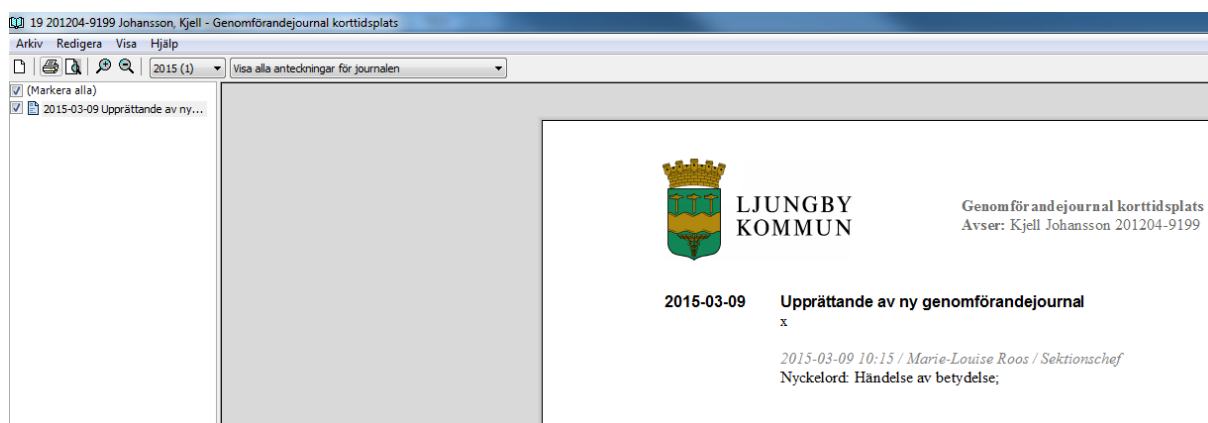 19 201204-9199 Johansson, Kjell - Genomförandejournal korttidsplats
Arkiv Redigera Visa Hjälp
2015 (1) Visa alla anteckningar för journalen
(Markera alla)
2015-03-09 Upprättande av ny...
LJUNGBY
KOMMUN
Genomförandejournal korttidsplats
Avser: Kjell Johansson 201204-9199
2015-03-09 Upprättande av ny genomförandejournal
x
2015-03-09 10:15 / Marie-Louise Roos / Sektionschef
Nyckelord: Händelse av betydelse;